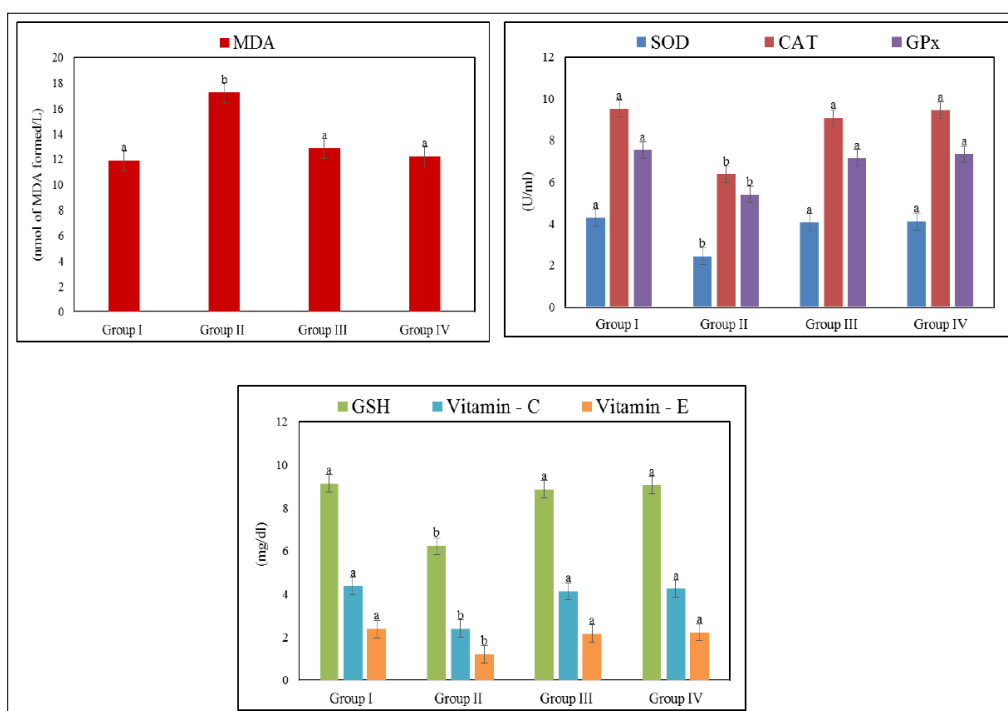 MDA
(nmol of MDA formed/L)
20
18
16
14
12
10
8
6
4
2
0
a
b
a
a
Group I Group II Group III Group IV
SOD CAT GPx
(U/ml)
12
10
8
6
4
2
0
a a a
b b b
a a a
a a a
Group I Group II Group III Group IV
GSH Vitamin - C Vitamin - E
(mg/dl)
12
10
8
6
4
2
0
a a a
b b b
a a a
a a a
Group I Group II Group III Group IV